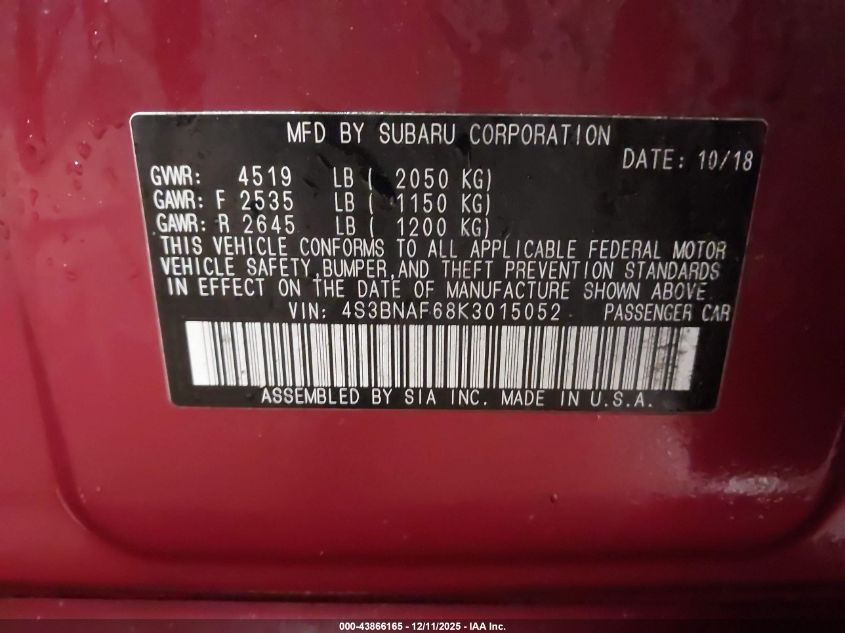 MFD BY SUBARU CORPORATION
DATE: 10/18
GVWR: 4519 LB ( 2050 KG)
GAWR: F 2535 LB ( 1150 KG)
GAWR: R 2645 LB ( 1200 KG)
THIS VEHICLE CONFORMS TO ALL APPLICABLE FEDERAL MOTOR
VEHICLE SAFETY,BUMPER,AND THEFT PREVENTION STANDARDS
IN EFFECT ON THE DATE OF MANUFACTURE SHOWN ABOVE.
VIN: 4S3BNAF68K3015052 PASSENGER CAR
ASSEMBLED BY SIA INC. MADE IN U.S.A.
000-43866165 - 12/11/2025 - IAA Inc.